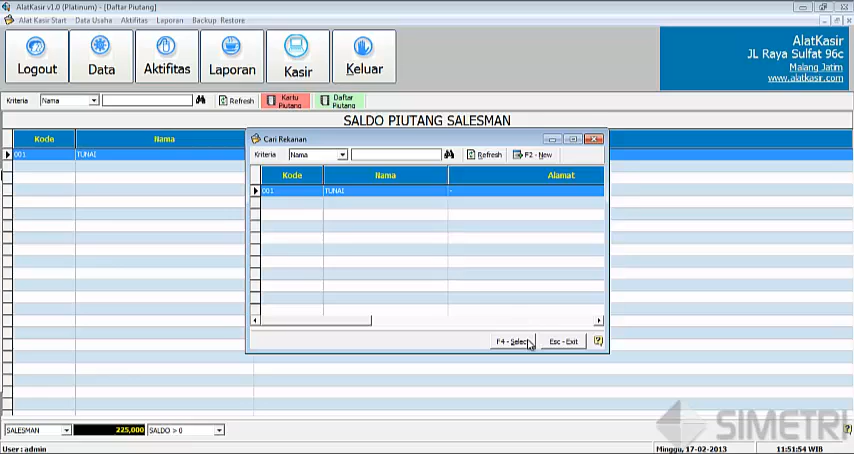 AlatKasir v1.0 (Platinum) - [Daftar Piutang]
Alat Kasir Start Data Usaha Aktifitas Laporan Backup Restore
Logout Data Aktifitas Laporan Kasir Keluar
AlatKasir
JL Raya Sulfat 96c
Malang Jatim
www.alatkasir.com
Kriteria Nama Refresh Kartu Piutang Daftar Piutang
SALDO PIUTANG SALESMAN
Kode Nama
001 TUNAI
Cari Rekanan
Kriteria Nama Refresh F2 - New
Kode Nama Alamat
001 TUNAI -
F4 - Select Esc - Exit
SALESMAN 225,000 SALDO > 0
SIMETRI
User : admin Minggu, 17-02-2013 11:51:54 WIB